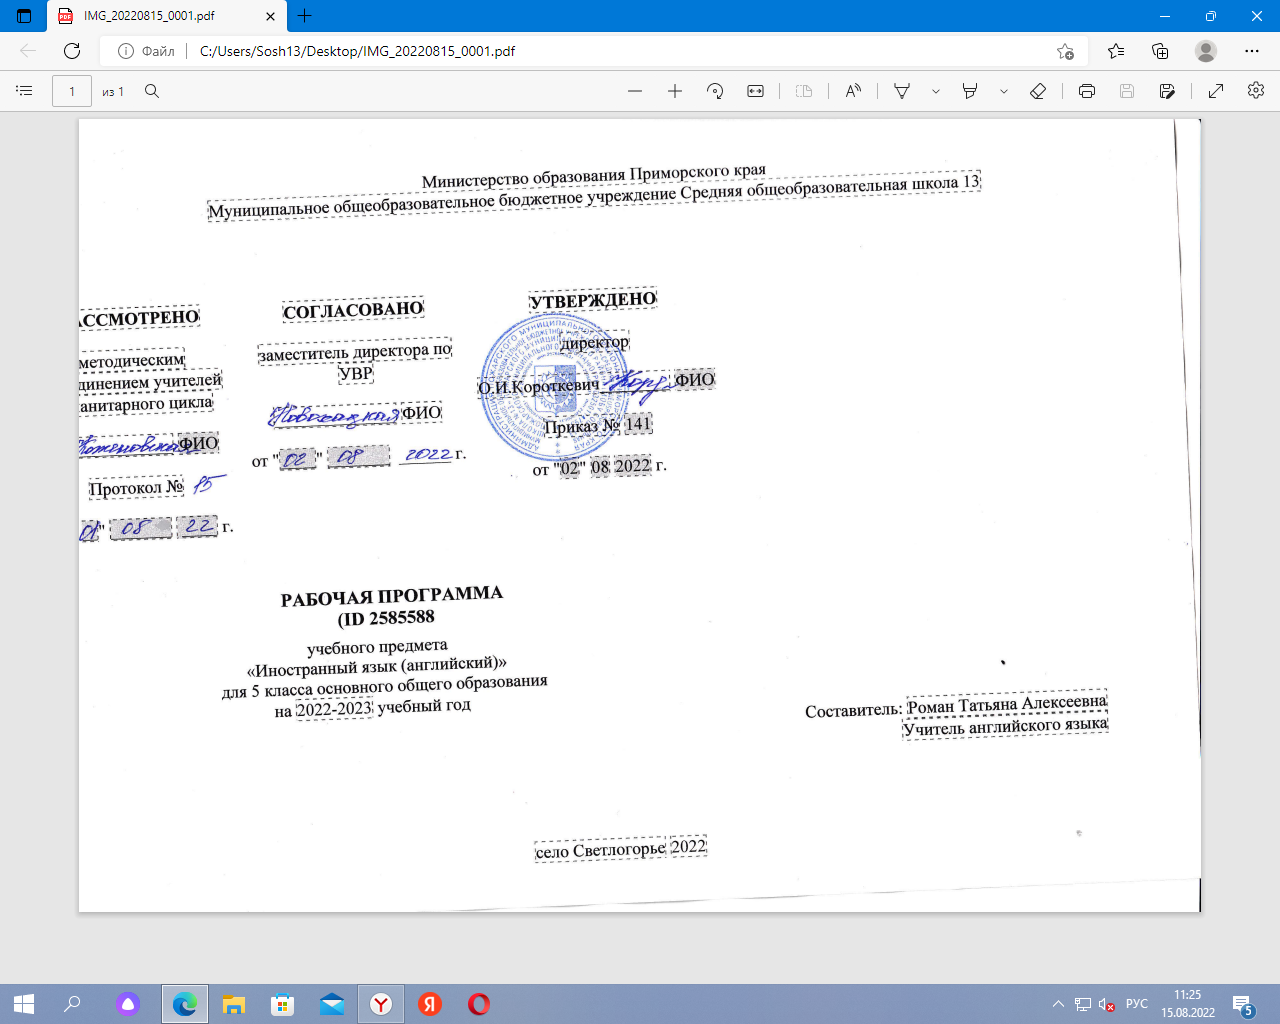 IMG_20220815_0001.pdf
Файл
C:/Users/Sosh13/Desktop/IMG_20220815_0001.pdf
1 из 1
Министерство образования Приморского края
Муниципальное общеобразовательное бюджетное учреждение Средняя общеобразовательная школа 13
АССМОТРЕНО
методическим
динением учителей
анитарного цикла
ФИО
Протокол № 15
01" 08 22 г.
СОГЛАСОВАНО
заместитель директора по
УВР
ФИО
от "02" 08 2022 г.
УТВЕРЖДЕНО
директор
О.И.Короткевич ФИО
Приказ № 141
от "02" 08 2022 г.
РАБОЧАЯ ПРОГРАММА
(ID 2585588
учебного предмета
«Иностранный язык (английский)»
для 5 класса основного общего образования
на 2022-2023 учебный год
Составитель: Роман Татьяна Алексеевна
Учитель английского языка
село Светлогорье 2022
РУС
11:25
15.08.2022
5